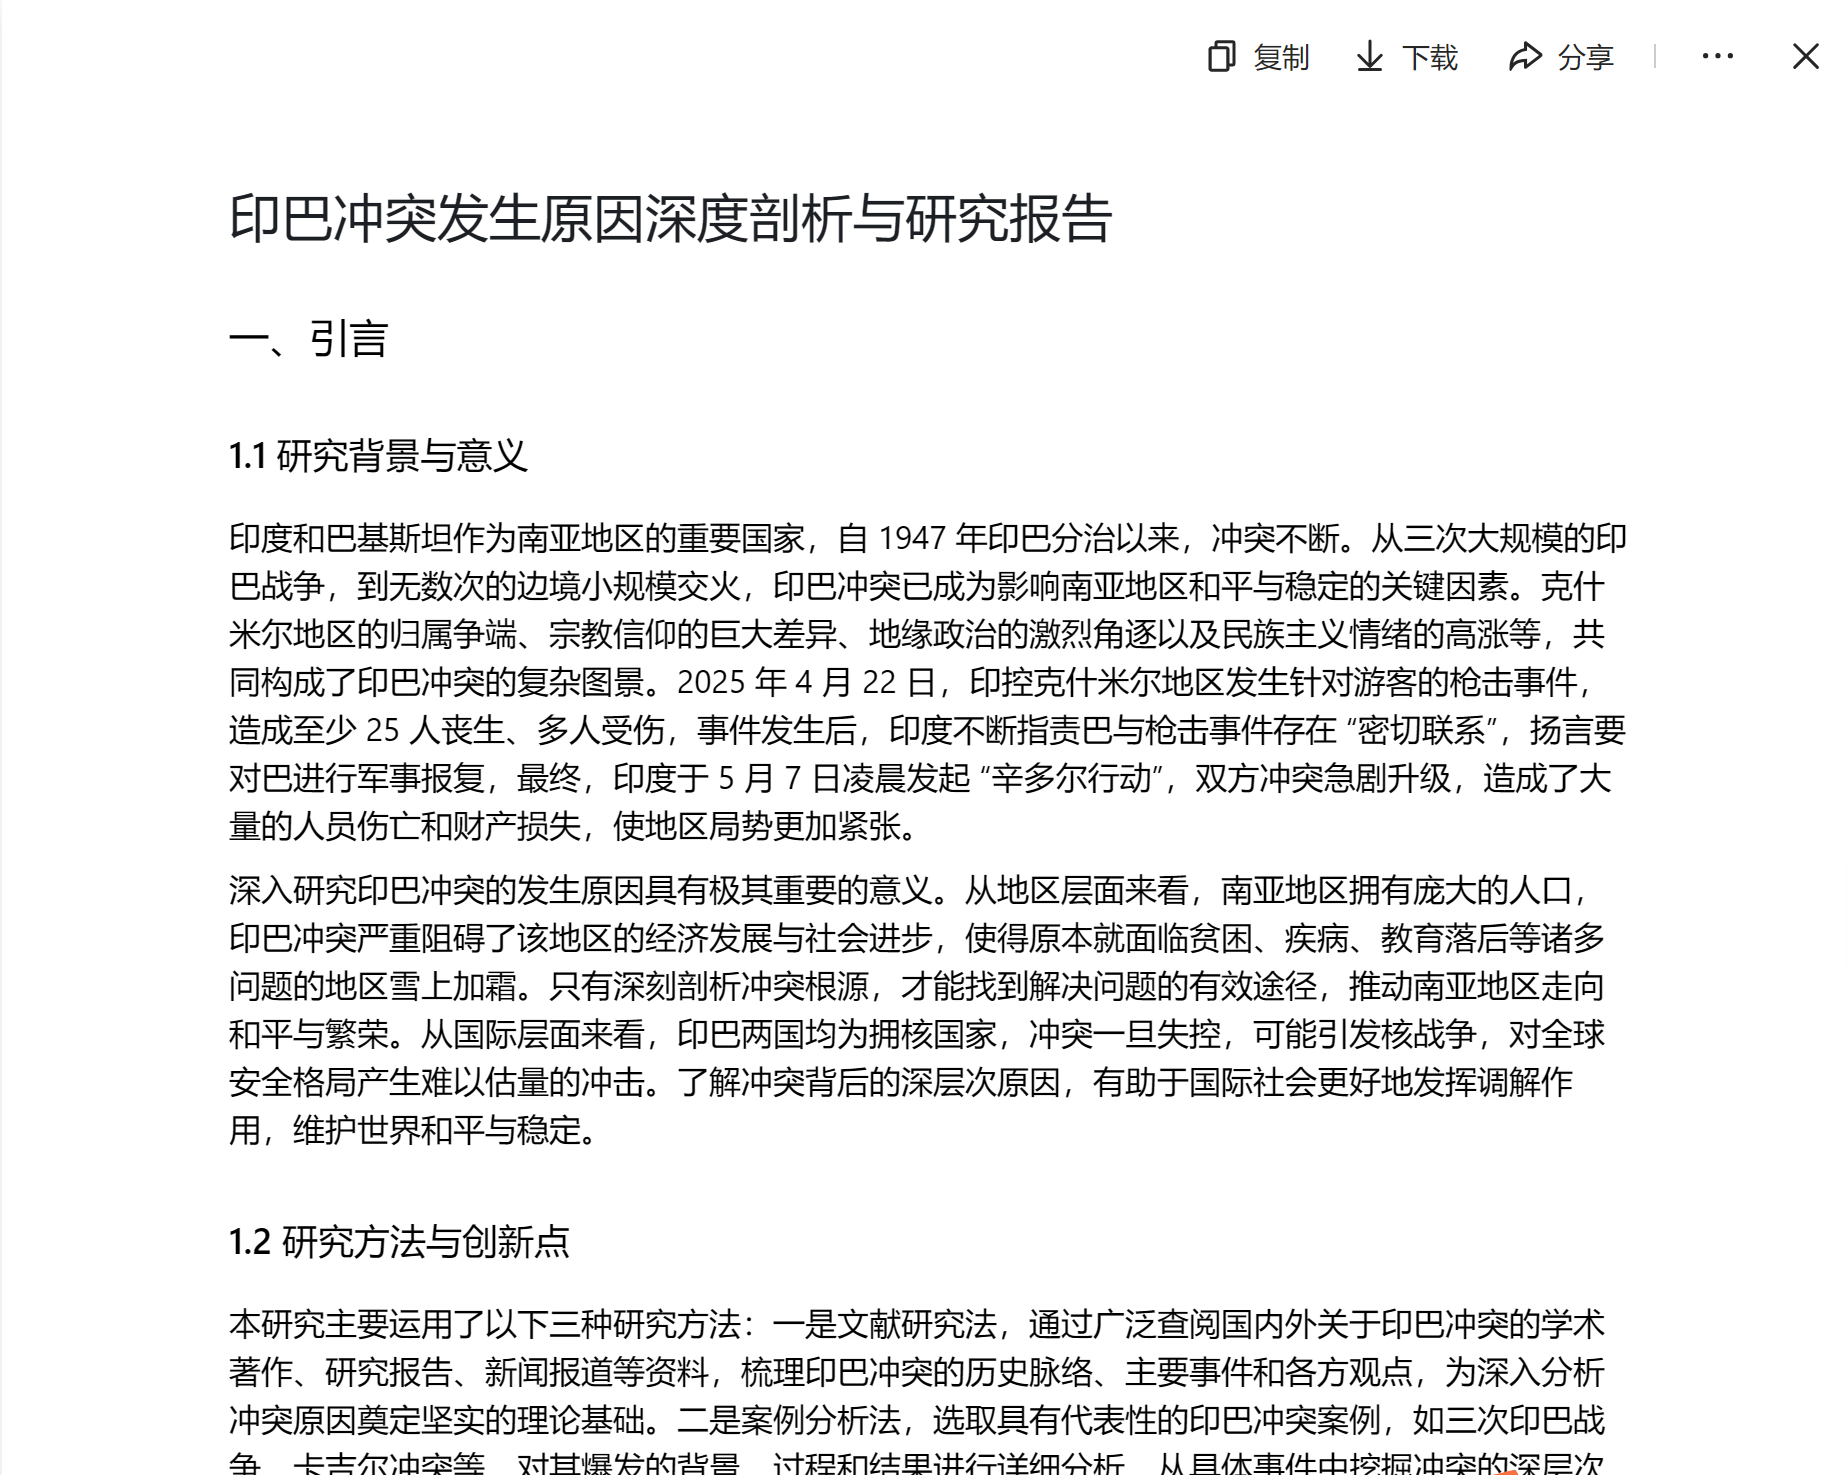 复制 下载 分享
印巴冲突发生原因深度剖析与研究报告
一、引言
1.1 研究背景与意义
印度和巴基斯坦作为南亚地区的重要国家，自 1947 年印巴分治以来，冲突不断。从三次大规模的印
巴战争，到无数次的边境小规模交火，印巴冲突已成为影响南亚地区和平与稳定的关键因素。克什
米尔地区的归属争端、宗教信仰的巨大差异、地缘政治的激烈角逐以及民族主义情绪的高涨等，共
同构成了印巴冲突的复杂图景。2025 年 4 月 22 日，印控克什米尔地区发生针对游客的枪击事件，
造成至少 25 人丧生、多人受伤，事件发生后，印度不断指责巴与枪击事件存在 “密切联系”，扬言要
对巴进行军事报复，最终，印度于 5 月 7 日凌晨发起 “辛多尔行动”，双方冲突急剧升级，造成了大
量的人员伤亡和财产损失，使地区局势更加紧张。
深入研究印巴冲突的发生原因具有极其重要的意义。从地区层面来看，南亚地区拥有庞大的人口，
印巴冲突严重阻碍了该地区的经济发展与社会进步，使得原本就面临贫困、疾病、教育落后等诸多
问题的地区雪上加霜。只有深刻剖析冲突根源，才能找到解决问题的有效途径，推动南亚地区走向
和平与繁荣。从国际层面来看，印巴两国均为拥核国家，冲突一旦失控，可能引发核战争，对全球
安全格局产生难以估量的冲击。了解冲突背后的深层次原因，有助于国际社会更好地发挥调解作
用，维护世界和平与稳定。
1.2 研究方法与创新点
本研究主要运用了以下三种研究方法：一是文献研究法，通过广泛查阅国内外关于印巴冲突的学术
著作、研究报告、新闻报道等资料，梳理印巴冲突的历史脉络、主要事件和各方观点，为深入分析
冲突原因奠定坚实的理论基础。二是案例分析法，选取具有代表性的印巴冲突案例，如三次印巴战
争、卡吉尔冲突等，对其爆发的背景、过程和结果进行详细分析，从具体事件中挖掘冲突的深层次